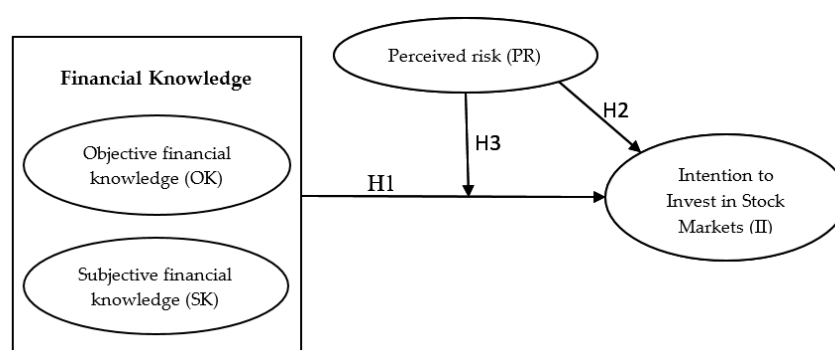 Financial Knowledge
Objective financial
knowledge (OK)
Subjective financial
knowledge (SK)
Perceived risk (PR)
H1
H2
H3
Intention to
Invest in Stock
Markets (II)